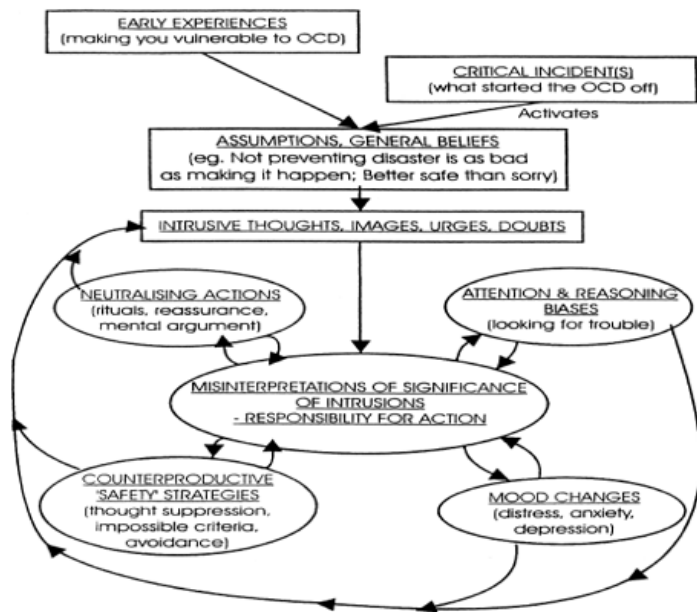 EARLY EXPERIENCES
(making you vulnerable to OCD)
CRITICAL INCIDENT(S)
(what started the OCD off)
Activates
ASSUMPTIONS, GENERAL BELIEFS
(eg. Not preventing disaster is as bad
as making it happen; Better safe than sorry)
INTRUSIVE THOUGHTS, IMAGES, URGES, DOUBTS
NEUTRALISING ACTIONS
(rituals, reassurance,
mental argument)
ATTENTION & REASONING
BIASES
(looking for trouble)
MISINTERPRETATIONS OF SIGNIFICANCE
OF INTRUSIONS
- RESPONSIBILITY FOR ACTION
COUNTERPRODUCTIVE
'SAFETY' STRATEGIES
(thought suppression,
impossible criteria,
avoidance)
MOOD CHANGES
(distress, anxiety,
depression)